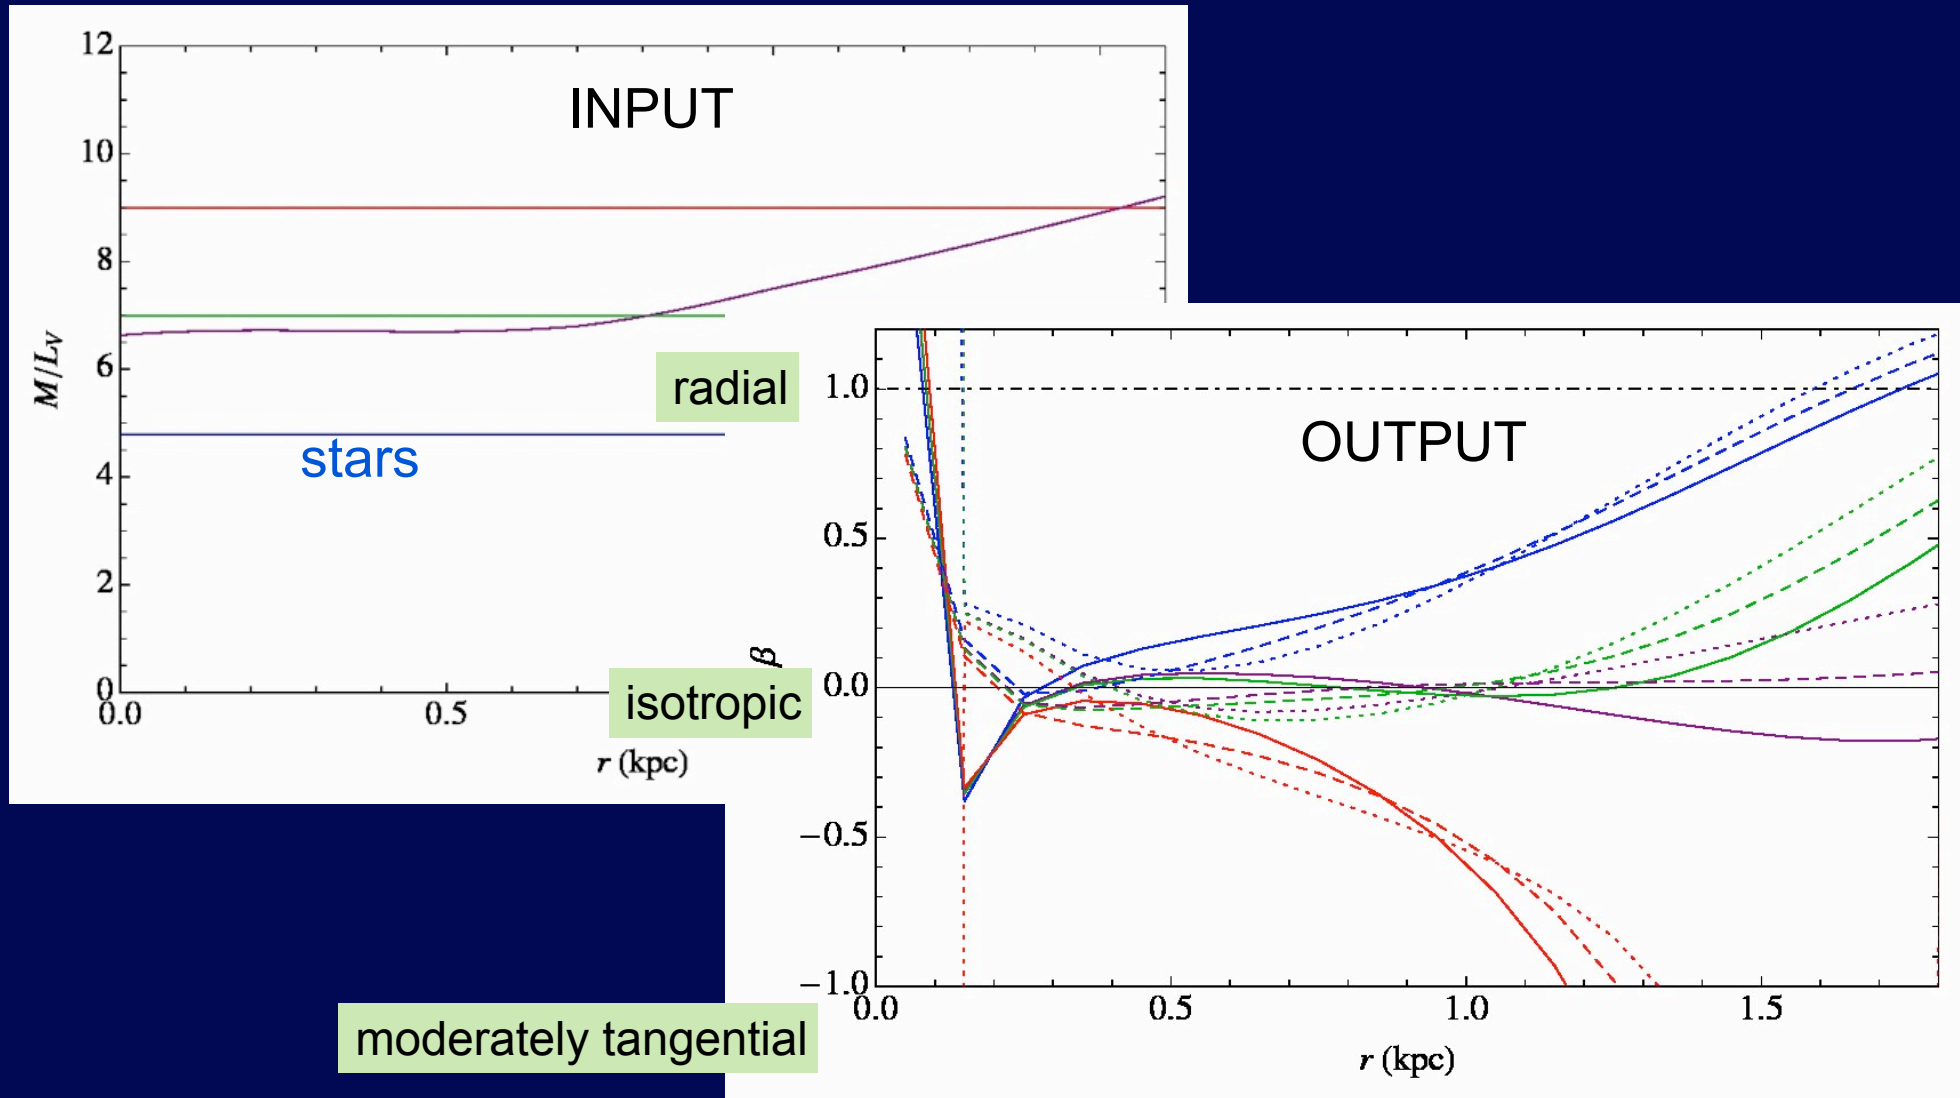 INPUT
12
10
8
6
4
2
0
M/L_V
stars
0.0
0.5
r (kpc)
radial
isotropic
moderately tangential
OUTPUT
1.0
0.5
0.0
−0.5
−1.0
β
0.0
0.5
1.0
1.5
r (kpc)